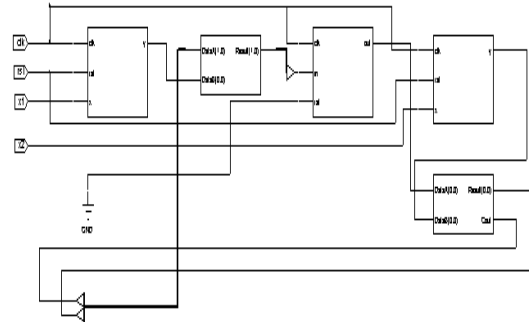 clk
rst
x1
x2
clk
rst
x
y
DataA(1:0)
DataB(0:0)
Result(1:0)
clk
in
rst
out
clk
rst
x
y
DataA(0:0)
DataB(0:0)
Result(0:0)
Cout
GND